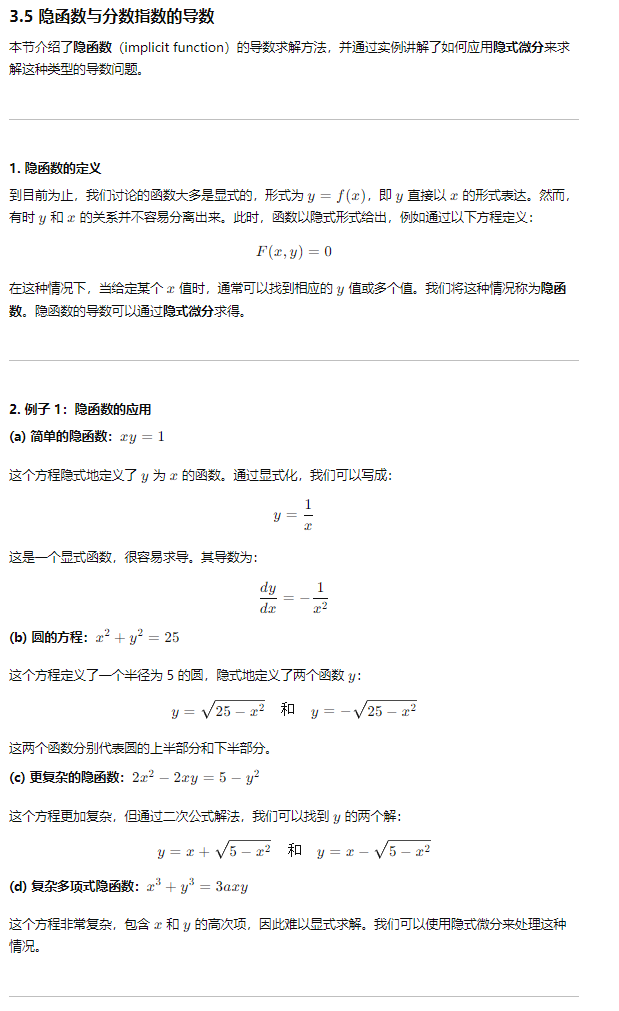 3.5 隐函数与分数指数的导数
本节介绍了隐函数（implicit function）的导数求解方法，并通过实例讲解了如何应用隐式微分来求
解这种类型的导数问题。
1. 隐函数的定义
到目前为止，我们讨论的函数大多是显式的，形式为 y = f(x)，即 y 直接以 x 的形式表达。然而，
有时 y 和 x 的关系并不容易分离出来。此时，函数以隐式形式给出，例如通过以下方程定义：
F(x, y) = 0
在这种情况下，当给定某个 x 值时，通常可以找到相应的 y 值或多个值。我们将这种情况称为隐函
数。隐函数的导数可以通过隐式微分求得。
2. 例子 1：隐函数的应用
(a) 简单的隐函数：xy = 1
这个方程隐式地定义了 y 为 x 的函数。通过显式化，我们可以写成：
y = 1/x
这是一个显式函数，很容易求导。其导数为：
dy/dx = −1/x²
(b) 圆的方程：x² + y² = 25
这个方程定义了一个半径为 5 的圆，隐式地定义了两个函数 y：
y = √(25 − x²) 和 y = −√(25 − x²)
这两个函数分别代表圆的上半部分和下半部分。
(c) 更复杂的隐函数：2x² − 2xy = 5 − y²
这个方程更加复杂，但通过二次公式解法，我们可以找到 y 的两个解：
y = x + √(5 − x²) 和 y = x − √(5 − x²)
(d) 复杂多项式隐函数：x³ + y³ = 3axy
这个方程非常复杂，包含 x 和 y 的高次项，因此难以显式求解。我们可以使用隐式微分来处理这种
情况。